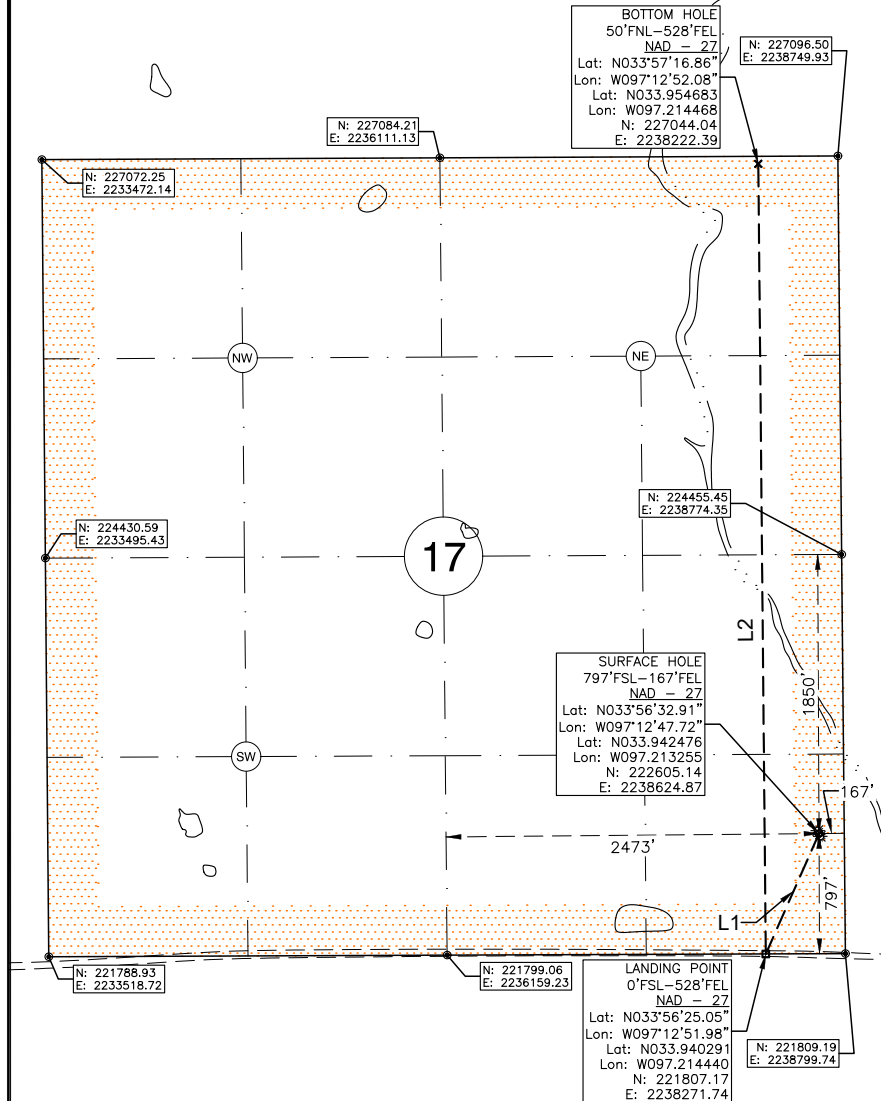 BOTTOM HOLE
50'FNL-528'FEL
NAD - 27
Lat: N033°57'16.86"
Lon: W097°12'52.08"
Lat: N033.954683
Lon: W097.214468
N: 227044.04
E: 2238222.39
N: 227096.50
E: 2238749.93
N: 227084.21
E: 2236111.13
N: 227072.25
E: 2233472.14
NW
NE
N: 224455.45
E: 2238774.35
N: 224430.59
E: 2233495.43
17
L2
SURFACE HOLE
797'FSL-167'FEL
NAD - 27
Lat: N033°56'32.91"
Lon: W097°12'47.72"
Lat: N033.942476
Lon: W097.213255
N: 222605.14
E: 2238624.87
1850'
SW
167'
2473'
797'
L1
N: 221788.93
E: 2233518.72
N: 221799.06
E: 2236159.23
LANDING POINT
0'FSL-528'FEL
NAD - 27
Lat: N033°56'25.05"
Lon: W097°12'51.98"
Lat: N033.940291
Lon: W097.214440
N: 221807.17
E: 2238271.74
N: 221809.19
E: 2238799.74